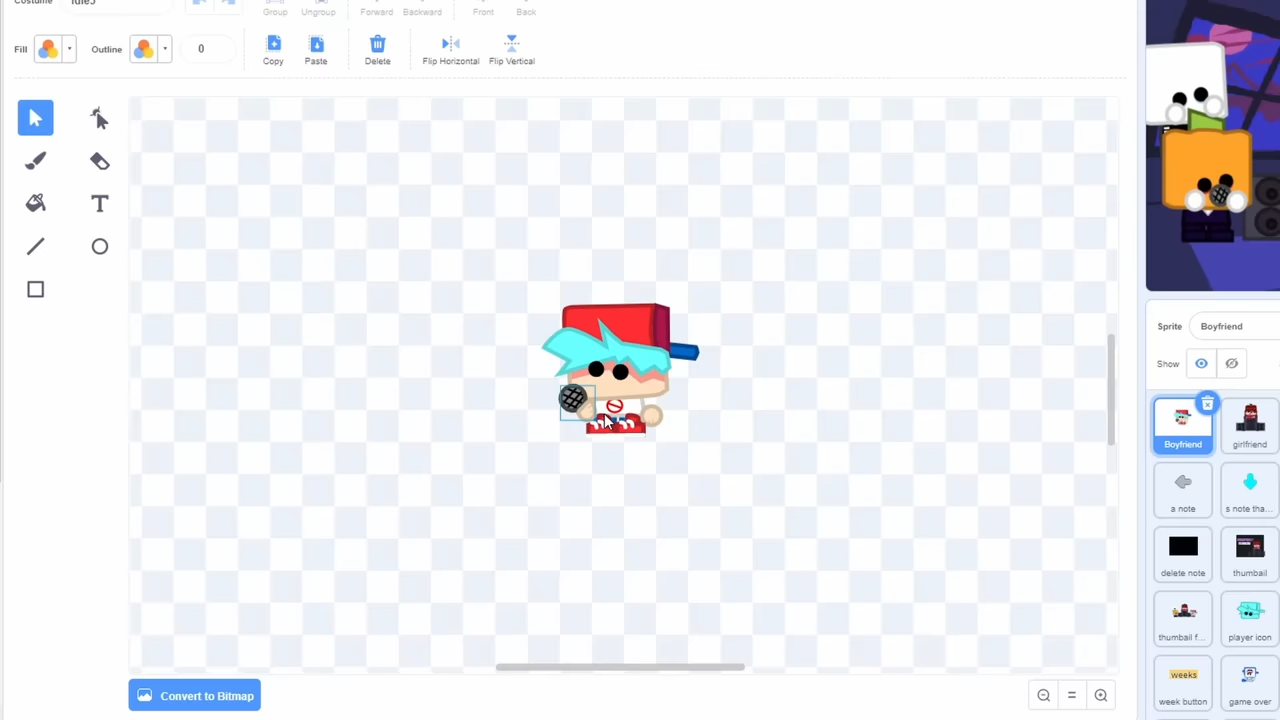 Costume idle5
Group Ungroup Forward Backward Front Back
Fill Outline 0 Copy Paste Delete Flip Horizontal Flip Vertical
Sprite Boyfriend
Show
Boyfriend girlfriend
a note s note tha...
delete note thumbail
thumbail f... player icon
weeks
week button game over
Convert to Bitmap